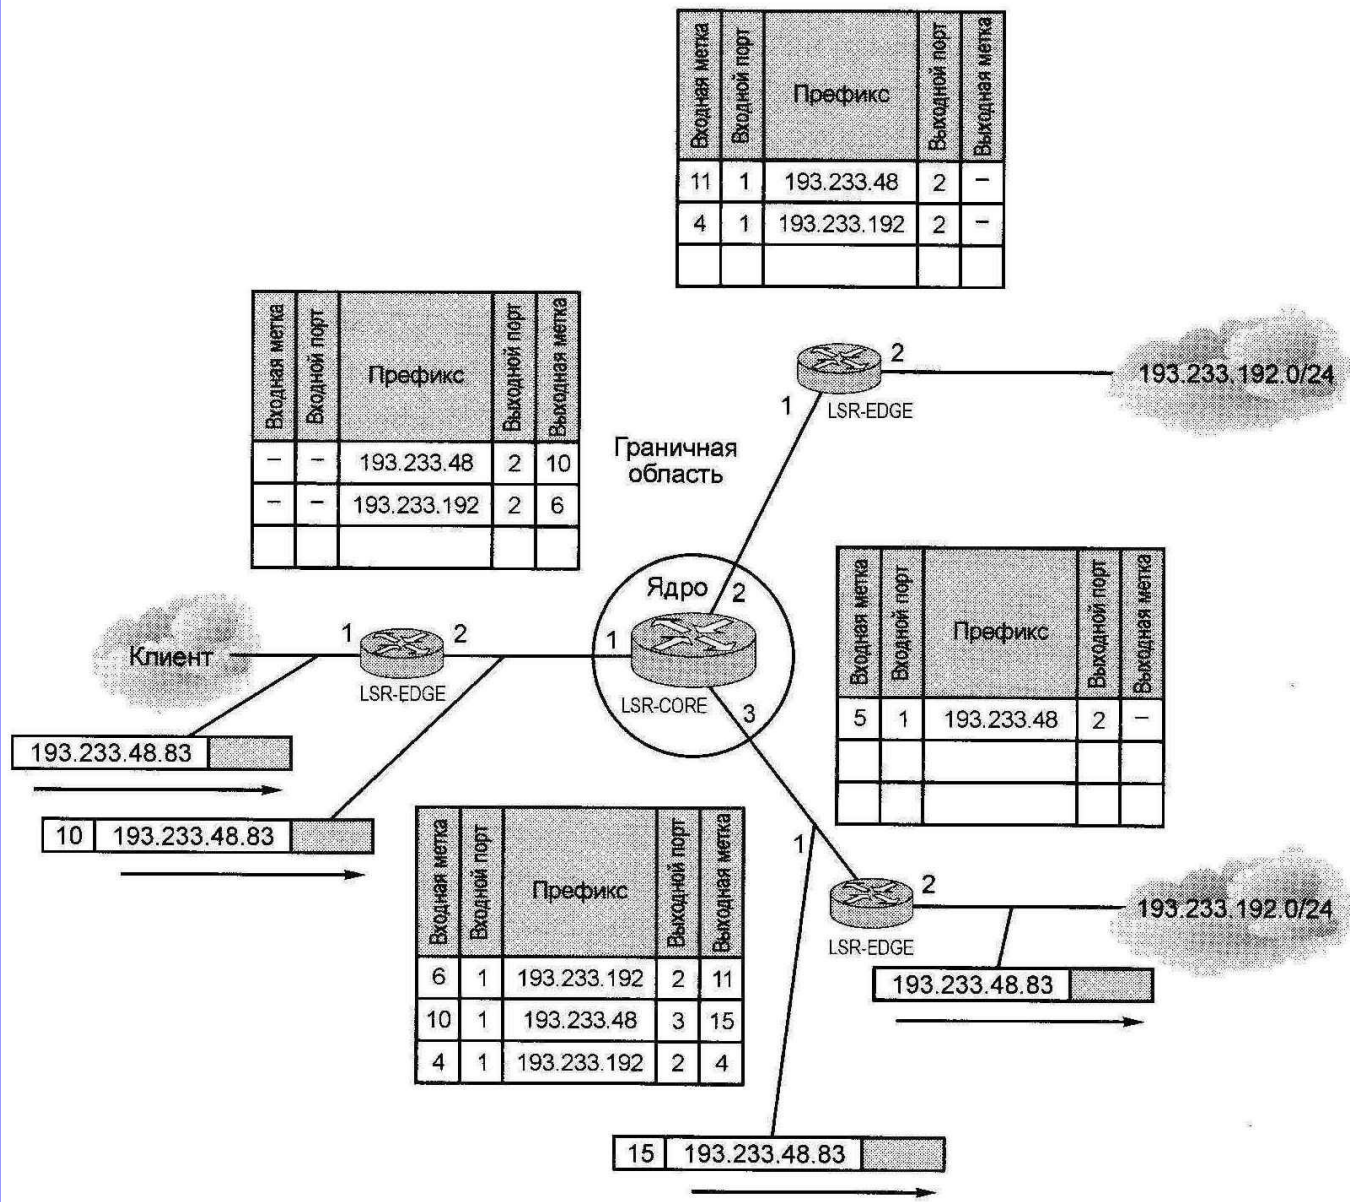 Входная метка
Входной порт
Префикс
Выходной порт
Выходная метка
11 1 193.233.48 2 –
4 1 193.233.192 2 –
Входная метка
Входной порт
Префикс
Выходной порт
Выходная метка
– – 193.233.48 2 10
– – 193.233.192 2 6
2
193.233.192.0/24
1
LSR-EDGE
Граничная
область
Входная метка
Входной порт
Префикс
Выходной порт
Выходная метка
5 1 193.233.48 2 –
Ядро
2
Клиент
1
2
1
LSR-EDGE
LSR-CORE
3
193.233.48.83
10 193.233.48.83
Входная метка
Входной порт
Префикс
Выходной порт
Выходная метка
6 1 193.233.192 2 11
10 1 193.233.48 3 15
4 1 193.233.192 2 4
1
2
193.233.192.0/24
LSR-EDGE
193.233.48.83
15 193.233.48.83